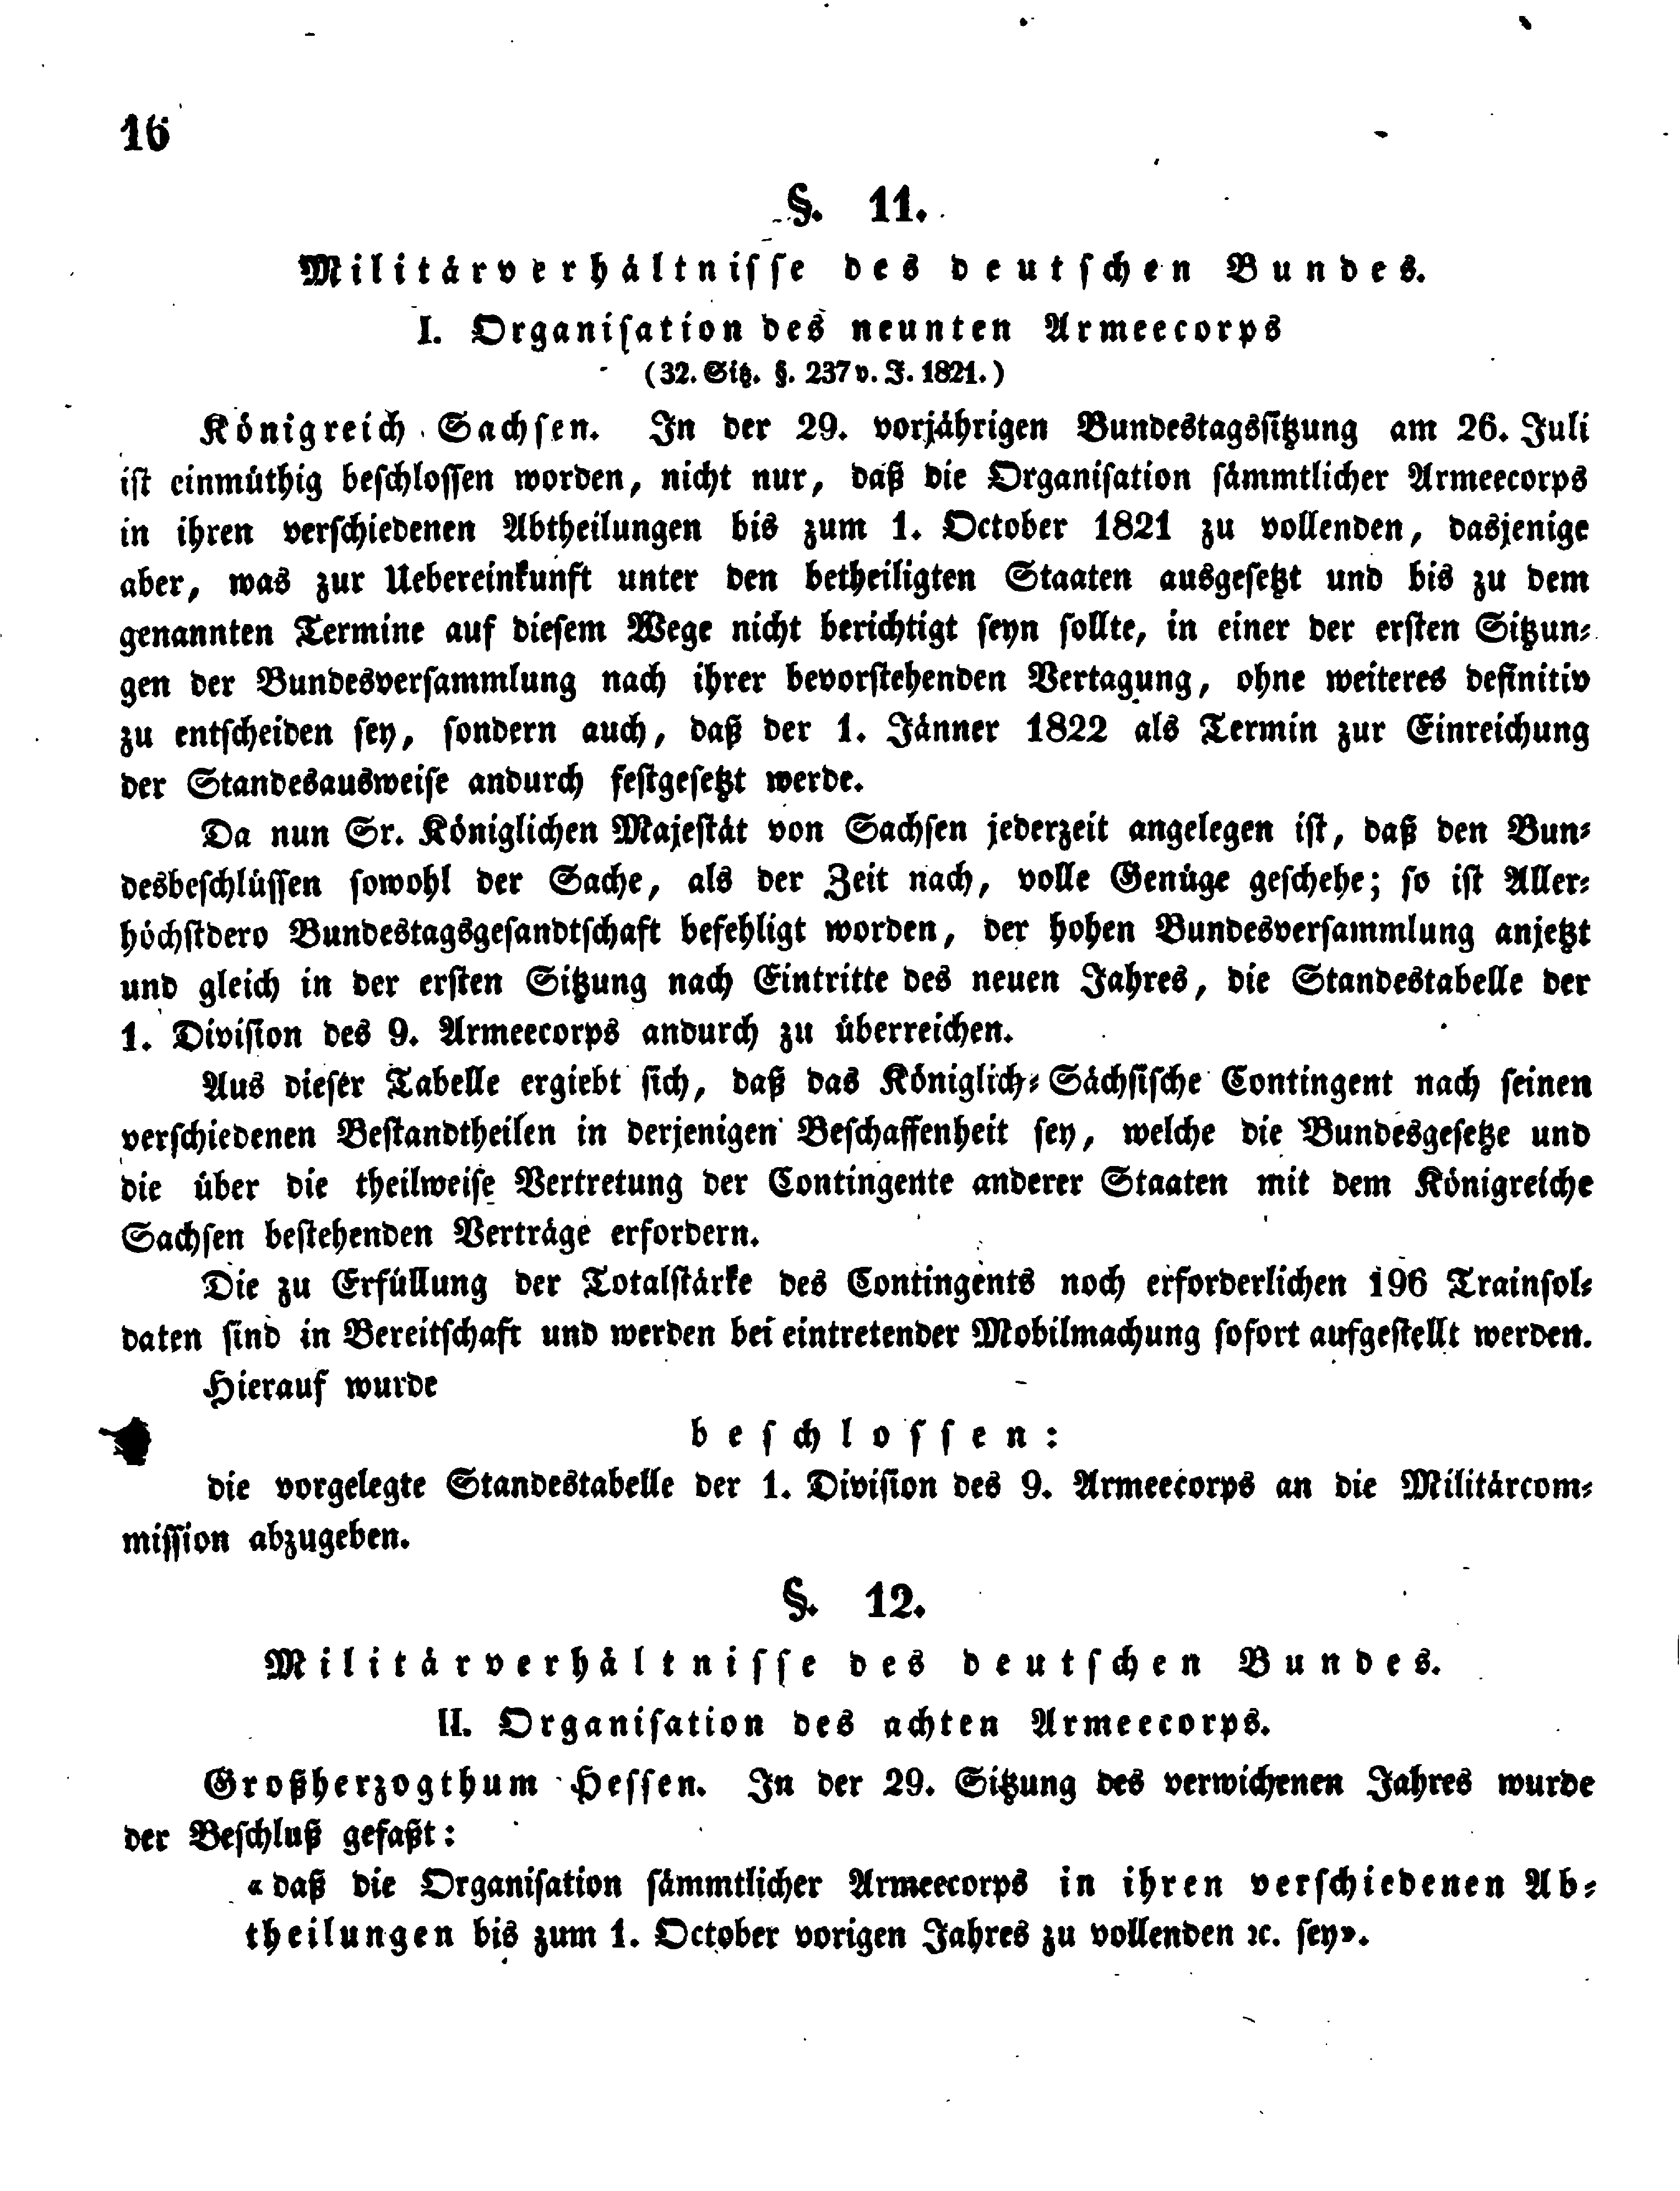 16
§. 11.
Militärverhältnisse des deutschen Bundes.
I. Organisation des neunten Armeecorps
(32. Sitz. §. 237 v. J. 1821.)
Königreich Sachsen. In der 29. vorjährigen Bundestagssitzung am 26. Juli
ist einmüthig beschlossen worden, nicht nur, daß die Organisation sämmtlicher Armeecorps
in ihren verschiedenen Abtheilungen bis zum 1. October 1821 zu vollenden, dasjenige
aber, was zur Uebereinkunft unter den betheiligten Staaten ausgesetzt und bis zu dem
genannten Termine auf diesem Wege nicht berichtigt seyn sollte, in einer der ersten Sitzun-
gen der Bundesversammlung nach ihrer bevorstehenden Vertagung, ohne weiteres definitiv
zu entscheiden sey, sondern auch, daß der 1. Jänner 1822 als Termin zur Einreichung
der Standesausweise andurch festgesetzt werde.
Da nun Sr. Königlichen Majestät von Sachsen jederzeit angelegen ist, daß den Bun-
desbeschlüssen sowohl der Sache, als der Zeit nach, volle Genüge geschehe; so ist Aller-
höchstdero Bundestagsgesandtschaft befehligt worden, der hohen Bundesversammlung anjetzt
und gleich in der ersten Sitzung nach Eintritte des neuen Jahres, die Standestabelle der
1. Division des 9. Armeecorps andurch zu überreichen.
Aus dieser Tabelle ergiebt sich, daß das Königlich-Sächsische Contingent nach seinen
verschiedenen Bestandtheilen in derjenigen Beschaffenheit sey, welche die Bundesgesetze und
die über die theilweise Vertretung der Contingente anderer Staaten mit dem Königreiche
Sachsen bestehenden Verträge erfordern.
Die zu Erfüllung der Totalstärke des Contingents noch erforderlichen 196 Trainsol-
daten sind in Bereitschaft und werden bei eintretender Mobilmachung sofort aufgestellt werden.
Hierauf wurde
beschlossen:
die vorgelegte Standestabelle der 1. Division des 9. Armeecorps an die Militärcom-
mission abzugeben.
§. 12.
Militärverhältnisse des deutschen Bundes.
II. Organisation des achten Armeecorps.
Großherzogthum Hessen. In der 29. Sitzung des verwichenen Jahres wurde
der Beschluß gefaßt:
«daß die Organisation sämmtlicher Armeecorps in ihren verschiedenen Ab-
theilungen bis zum 1. October vorigen Jahres zu vollenden ꝛc. sey».